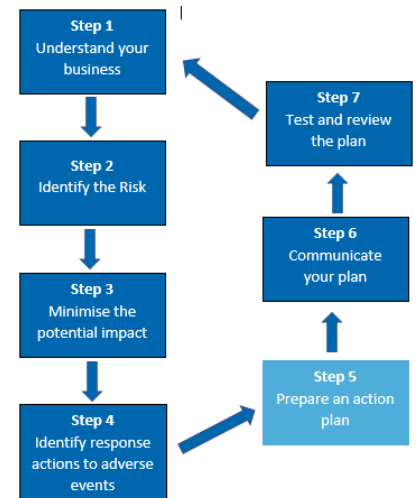 Step 1
Understand your
business
Step 2
Identify the Risk
Step 3
Minimise the
potential impact
Step 4
Identify response
actions to adverse
events
Step 5
Prepare an action
plan
Step 6
Communicate
your plan
Step 7
Test and review
the plan